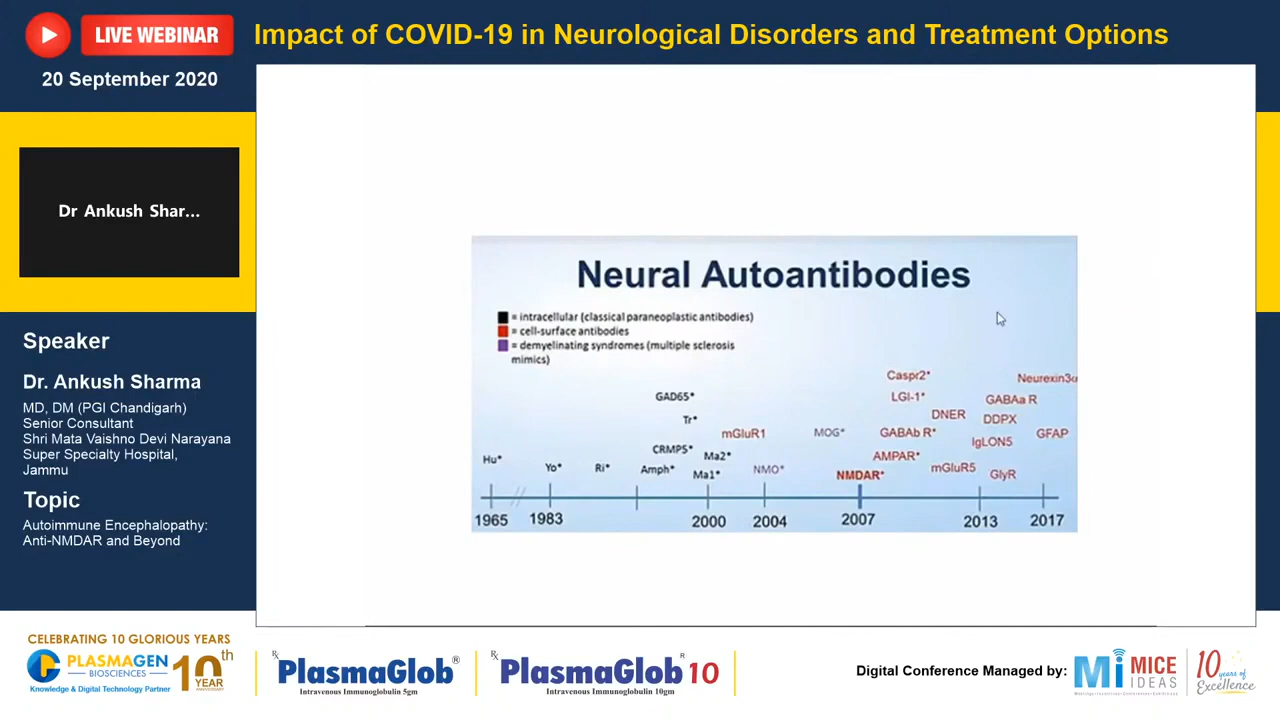 LIVE WEBINAR
Impact of COVID-19 in Neurological Disorders and Treatment Options
20 September 2020
Dr Ankush Shar...
Speaker
Dr. Ankush Sharma
MD, DM (PGI Chandigarh)
Senior Consultant
Shri Mata Vaishno Devi Narayana
Super Specialty Hospital,
Jammu
Topic
Autoimmune Encephalopathy:
Anti-NMDAR and Beyond
Neural Autoantibodies
= intracellular (classical paraneoplastic antibodies)
= cell-surface antibodies
= demyelinating syndromes (multiple sclerosis
mimics)
Caspr2* Neurexin3α
GAD65* LGI-1* GABAa R
Tr* DNER DDPX
mGluR1 MOG* GABAb R* IgLON5 GFAP
CRMP5* Ma2* AMPAR*
Hu* Yo* Ri* Amph* Ma1* NMO* NMDAR* mGluR5 GlyR
1965 1983 2000 2004 2007 2013 2017
CELEBRATING 10 GLORIOUS YEARS
PLASMAGEN
BIOSCIENCES
Knowledge & Digital Technology Partner
10th
YEAR
ANNIVERSARY
Rx PlasmaGlob®
Intravenous Immunoglobulin 5gm
Rx PlasmaGlob® 10
Intravenous Immunoglobulin 10gm
Digital Conference Managed by:
Mi MICE
IDEAS
10 years of
Excellence